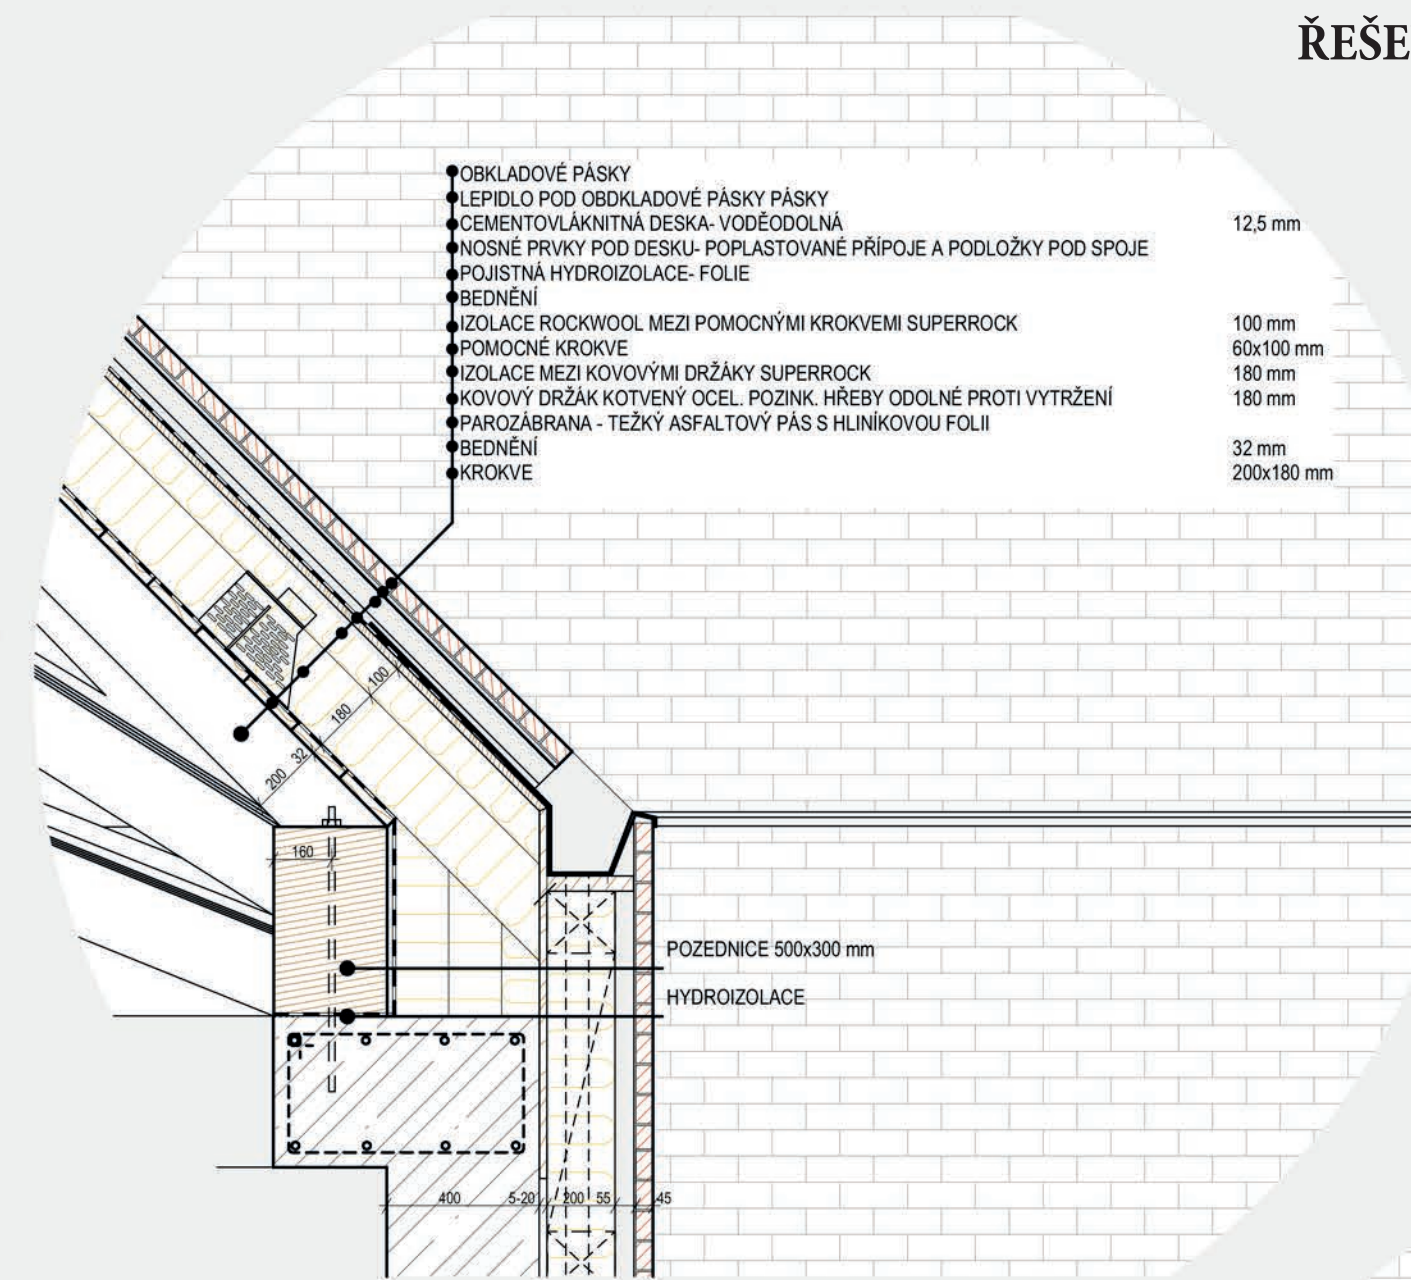 ŘEŠE
OBKLADOVÉ PÁSKY
LEPIDLO POD OBDKLADOVÉ PÁSKY PÁSKY
CEMENTOVLÁKNITNÁ DESKA- VODĚODOLNÁ 12,5 mm
NOSNÉ PRVKY POD DESKU- POPLASTOVANÉ PŘÍPOJE A PODLOŽKY POD SPOJE
POJISTNÁ HYDROIZOLACE- FOLIE
BEDNĚNÍ
IZOLACE ROCKWOOL MEZI POMOCNÝMI KROKVEMI SUPERROCK 100 mm
POMOCNÉ KROKVE 60x100 mm
IZOLACE MEZI KOVOVÝMI DRŽÁKY SUPERROCK 180 mm
KOVOVÝ DRŽÁK KOTVENÝ OCEL. POZINK. HŘEBY ODOLNÉ PROTI VYTRŽENÍ 180 mm
PAROZÁBRANA - TEŽKÝ ASFALTOVÝ PÁS S HLINÍKOVOU FOLII
BEDNĚNÍ 32 mm
KROKVE 200x180 mm
100
180
32
200
160
POZEDNICE 500x300 mm
HYDROIZOLACE
400 5-20 200 55 45